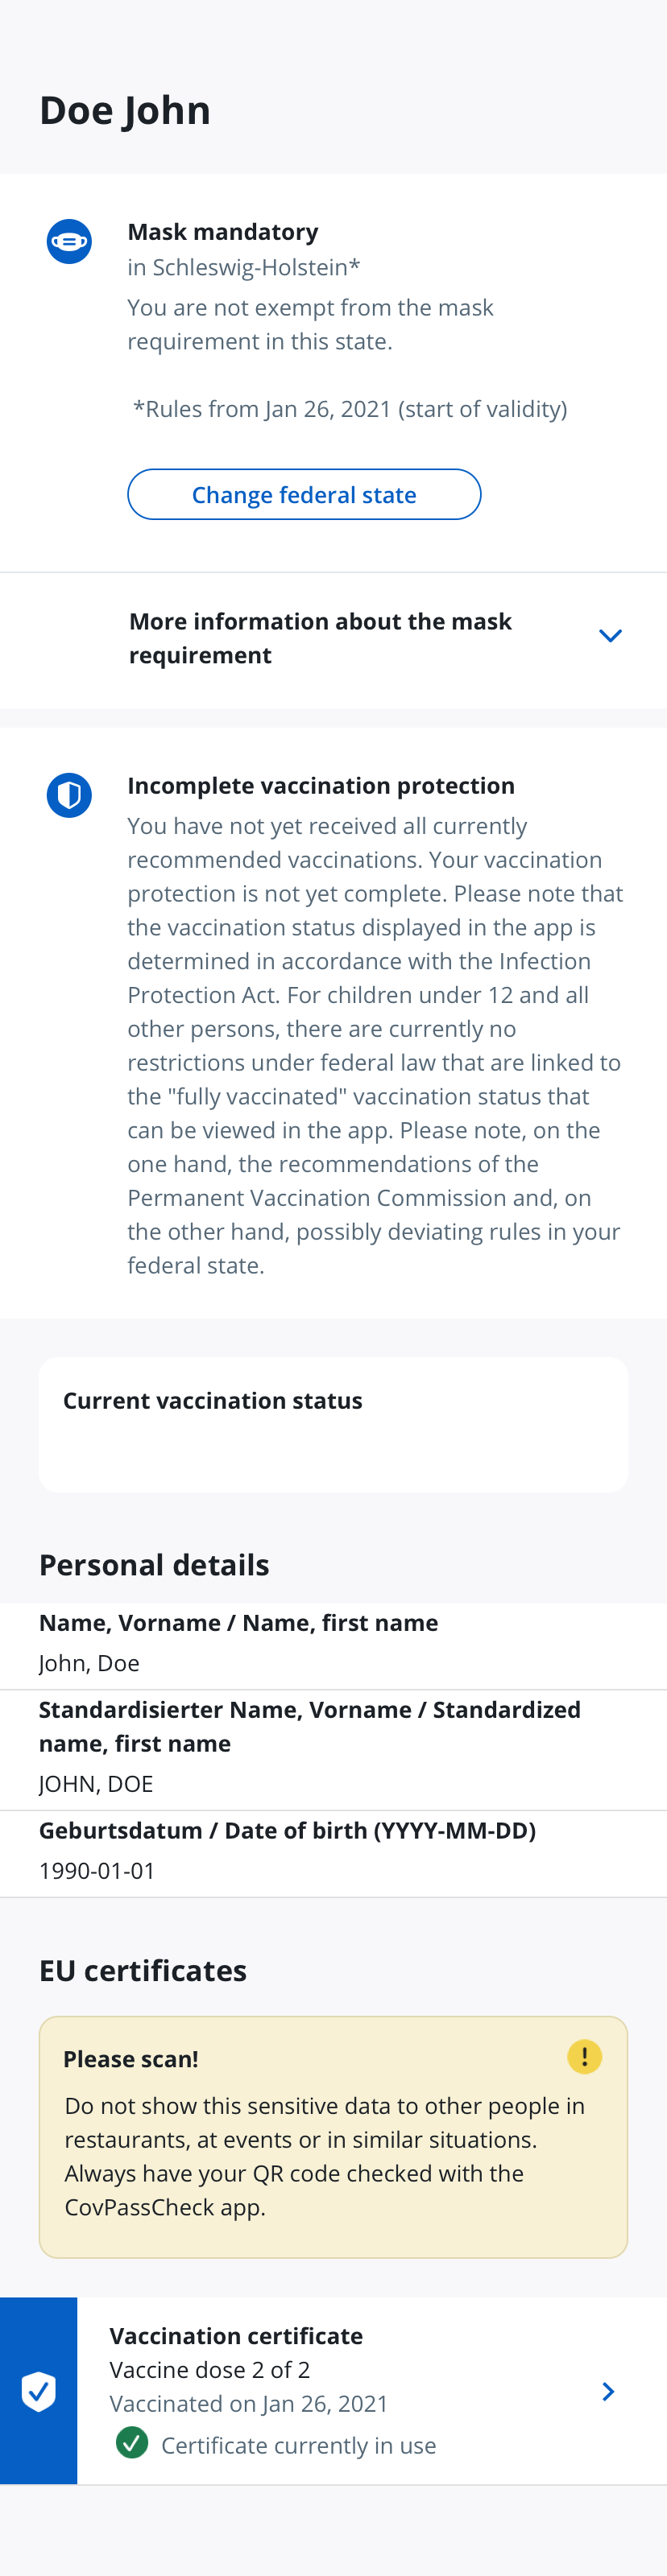 Doe John
Mask mandatory
in Schleswig-Holstein*
You are not exempt from the mask
requirement in this state.
*Rules from Jan 26, 2021 (start of validity)
Change federal state
More information about the mask
requirement
Incomplete vaccination protection
You have not yet received all currently
recommended vaccinations. Your vaccination
protection is not yet complete. Please note that
the vaccination status displayed in the app is
determined in accordance with the Infection
Protection Act. For children under 12 and all
other persons, there are currently no
restrictions under federal law that are linked to
the "fully vaccinated" vaccination status that
can be viewed in the app. Please note, on the
one hand, the recommendations of the
Permanent Vaccination Commission and, on
the other hand, possibly deviating rules in your
federal state.
Current vaccination status
Personal details
Name, Vorname / Name, first name
John, Doe
Standardisierter Name, Vorname / Standardized
name, first name
JOHN, DOE
Geburtsdatum / Date of birth (YYYY-MM-DD)
1990-01-01
EU certificates
Please scan!
Do not show this sensitive data to other people in
restaurants, at events or in similar situations.
Always have your QR code checked with the
CovPassCheck app.
Vaccination certificate
Vaccine dose 2 of 2
Vaccinated on Jan 26, 2021
Certificate currently in use